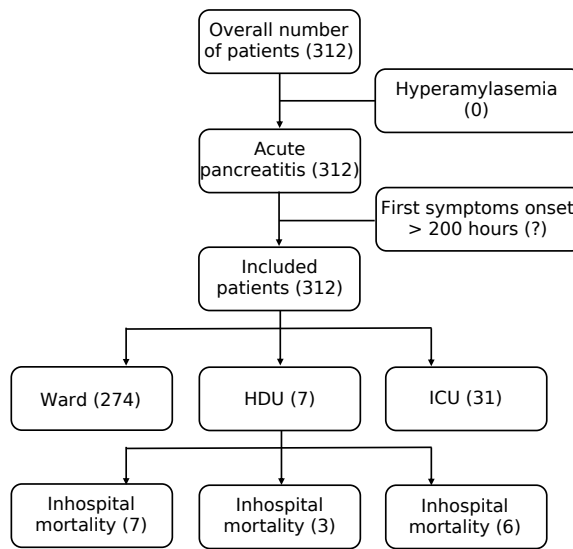 Overall number
of patients (312)
Hyperamylasemia
(0)
Acute
pancreatitis (312)
First symptoms onset
> 200 hours (?)
Included
patients (312)
Ward (274)
HDU (7)
ICU (31)
Inhospital
mortality (7)
Inhospital
mortality (3)
Inhospital
mortality (6)